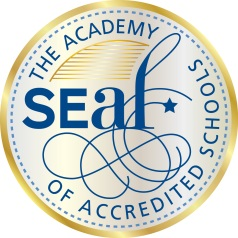 THE ACADEMY
SEal
OF ACCREDITED SCHOOLS